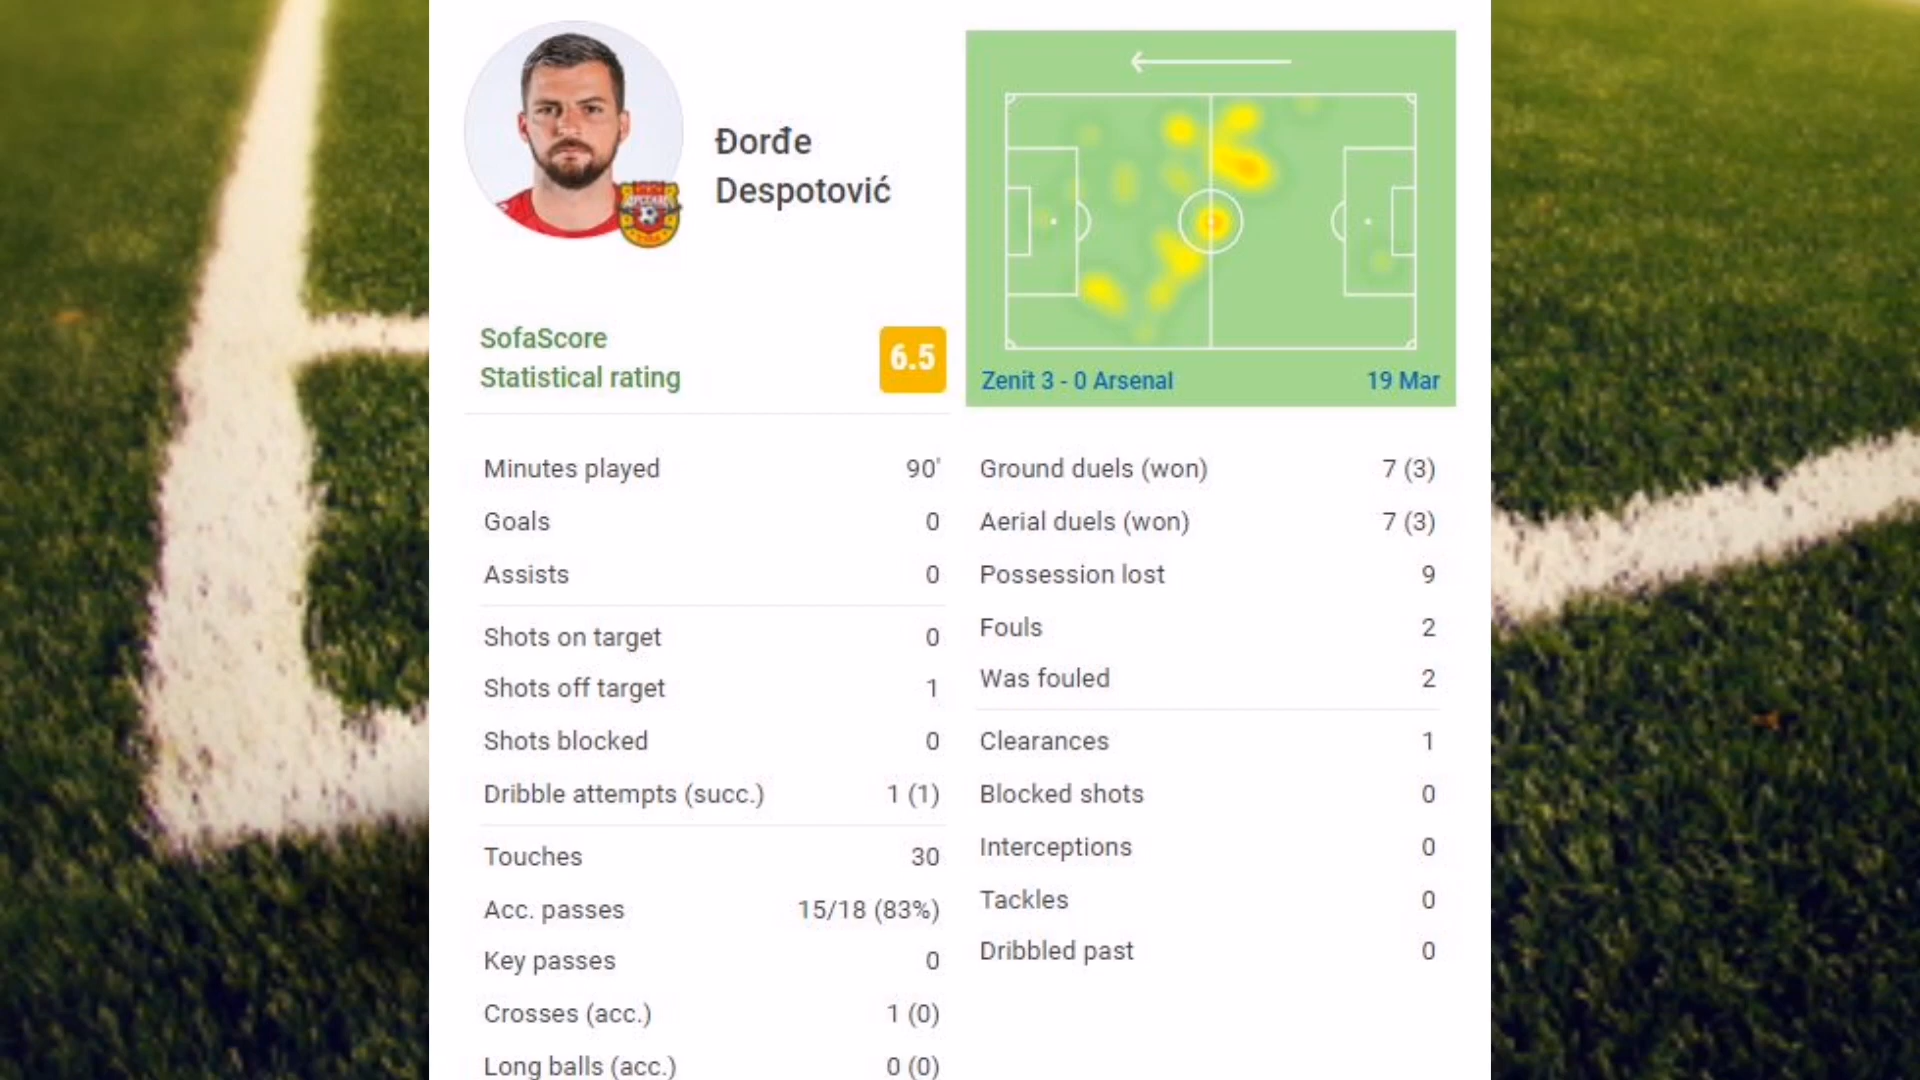 Đorđe
Despotović
SofaScore
Statistical rating
6.5
Zenit 3 - 0 Arsenal
19 Mar
Minutes played 90'
Goals 0
Assists 0
Shots on target 0
Shots off target 1
Shots blocked 0
Dribble attempts (succ.) 1 (1)
Touches 30
Acc. passes 15/18 (83%)
Key passes 0
Crosses (acc.) 1 (0)
Long balls (acc.) 0 (0)
Ground duels (won) 7 (3)
Aerial duels (won) 7 (3)
Possession lost 9
Fouls 2
Was fouled 2
Clearances 1
Blocked shots 0
Interceptions 0
Tackles 0
Dribbled past 0